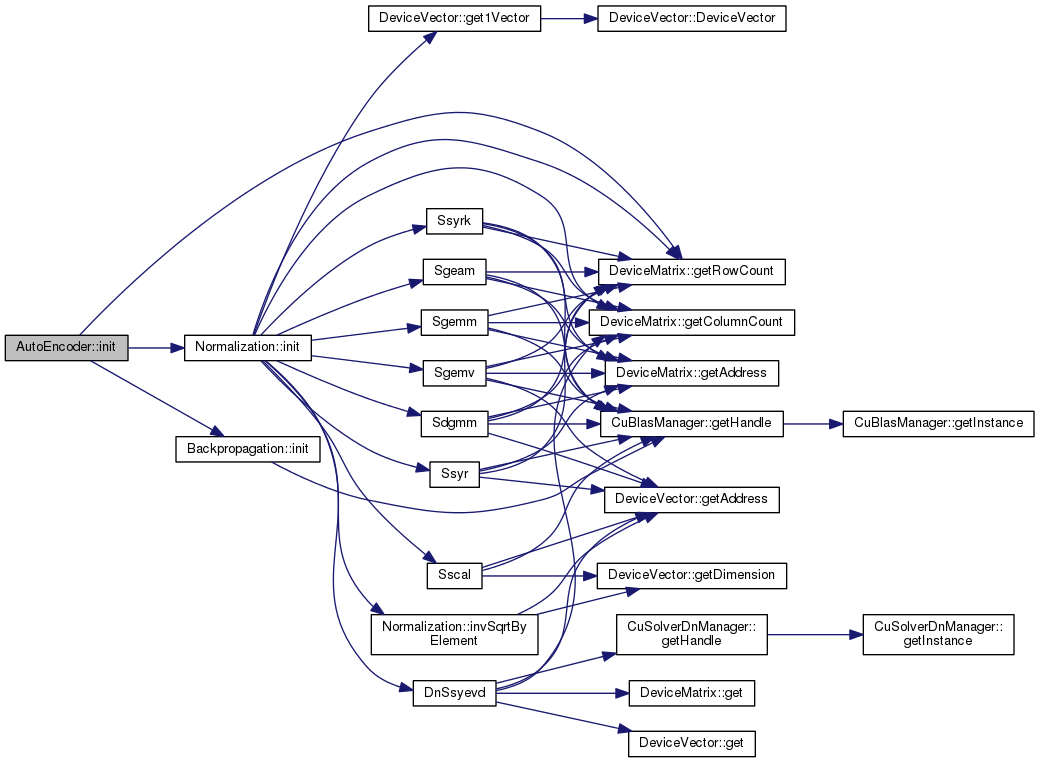 DeviceVector::get1Vector
DeviceVector::DeviceVector
Ssyrk
DeviceMatrix::getRowCount
Sgeam
Sgemm
DeviceMatrix::getColumnCount
AutoEncoder::init
Normalization::init
Sgemv
DeviceMatrix::getAddress
Sdgmm
CuBlasManager::getHandle
CuBlasManager::getInstance
Backpropagation::init
Ssyr
DeviceVector::getAddress
Sscal
DeviceVector::getDimension
Normalization::invSqrtBy
Element
CuSolverDnManager::
getHandle
CuSolverDnManager::
getInstance
DnSsyevd
DeviceMatrix::get
DeviceVector::get